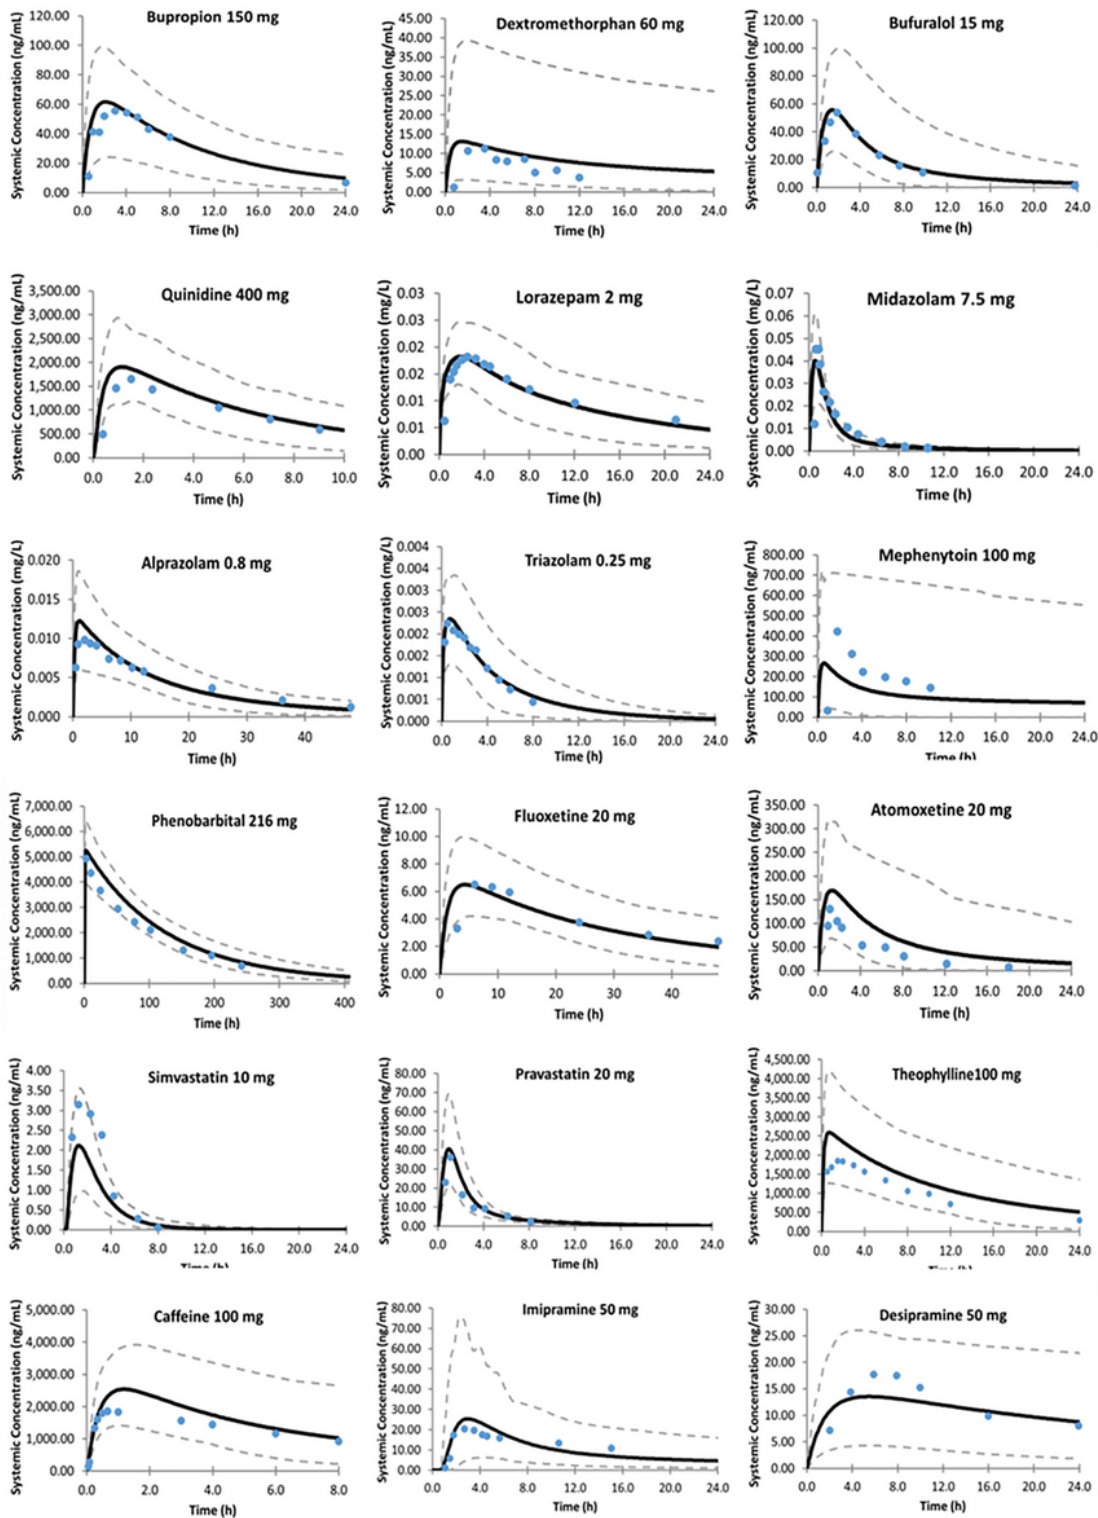 Bupropion 150 mg
Systemic Concentration (ng/mL)
120.00
100.00
80.00
60.00
40.00
20.00
0.00
0.0 4.0 8.0 12.0 16.0 20.0 24.0
Time (h)
Dextromethorphan 60 mg
Systemic Concentration (ng/mL)
45.00
40.00
35.00
30.00
25.00
20.00
15.00
10.00
5.00
0.00
0.0 4.0 8.0 12.0 16.0 20.0 24.0
Time (h)
Bufuralol 15 mg
Systemic Concentration (ng/mL)
120.00
100.00
80.00
60.00
40.00
20.00
0.00
0.0 4.0 8.0 12.0 16.0 20.0 24.0
Time (h)
Quinidine 400 mg
Systemic Concentration (ng/mL)
3,500.00
3,000.00
2,500.00
2,000.00
1,500.00
1,000.00
500.00
0.00
0.0 2.0 4.0 6.0 8.0 10.0
Time (h)
Lorazepam 2 mg
Systemic Concentration (mg/L)
0.03
0.03
0.02
0.02
0.01
0.01
0.00
0.0 4.0 8.0 12.0 16.0 20.0 24.0
Time (h)
Midazolam 7.5 mg
Systemic Concentration (mg/L)
0.07
0.06
0.05
0.04
0.03
0.02
0.01
0.00
0.0 4.0 8.0 12.0 16.0 20.0 24.0
Time (h)
Alprazolam 0.8 mg
Systemic Concentration (mg/L)
0.020
0.015
0.010
0.005
0.000
0 10 20 30 40
Time (h)
Triazolam 0.25 mg
Systemic Concentration (mg/L)
0.004
0.004
0.003
0.003
0.002
0.002
0.001
0.001
0.000
0.0 4.0 8.0 12.0 16.0 20.0 24.0
Time (h)
Mephenytoin 100 mg
Systemic Concentration (ng/mL)
800.00
700.00
600.00
500.00
400.00
300.00
200.00
100.00
0.00
0.0 4.0 8.0 12.0 16.0 20.0 24.0
Time (h)
Phenobarbital 216 mg
Systemic Concentration (ng/mL)
7,000.00
6,000.00
5,000.00
4,000.00
3,000.00
2,000.00
1,000.00
0.00
0 100 200 300 400
Time (h)
Fluoxetine 20 mg
Systemic Concentration (ng/mL)
12.00
10.00
8.00
6.00
4.00
2.00
0.00
0 10 20 30 40
Time (h)
Atomoxetine 20 mg
Systemic Concentration (ng/mL)
350.00
300.00
250.00
200.00
150.00
100.00
50.00
0.00
0.0 4.0 8.0 12.0 16.0 20.0 24.0
Time (h)
Simvastatin 10 mg
Systemic Concentration (ng/mL)
4.00
3.50
3.00
2.50
2.00
1.50
1.00
0.50
0.00
0.0 4.0 8.0 12.0 16.0 20.0 24.0
Time (h)
Pravastatin 20 mg
Systemic Concentration (ng/mL)
80.00
70.00
60.00
50.00
40.00
30.00
20.00
10.00
0.00
0.0 4.0 8.0 12.0 16.0 20.0 24.0
Time (h)
Theophylline100 mg
Systemic Concentration (ng/mL)
4,500.00
4,000.00
3,500.00
3,000.00
2,500.00
2,000.00
1,500.00
1,000.00
500.00
0.00
0.0 4.0 8.0 12.0 16.0 20.0 24.0
Time (h)
Caffeine 100 mg
Systemic Concentration (ng/mL)
5,000.00
4,000.00
3,000.00
2,000.00
1,000.00
0.00
0.0 2.0 4.0 6.0 8.0
Time (h)
Imipramine 50 mg
Systemic Concentration (ng/mL)
80.00
70.00
60.00
50.00
40.00
30.00
20.00
10.00
0.00
0.0 4.0 8.0 12.0 16.0 20.0 24.0
Time (h)
Desipramine 50 mg
Systemic Concentration (ng/mL)
30.00
25.00
20.00
15.00
10.00
5.00
0.00
0.0 4.0 8.0 12.0 16.0 20.0 24.0
Time (h)